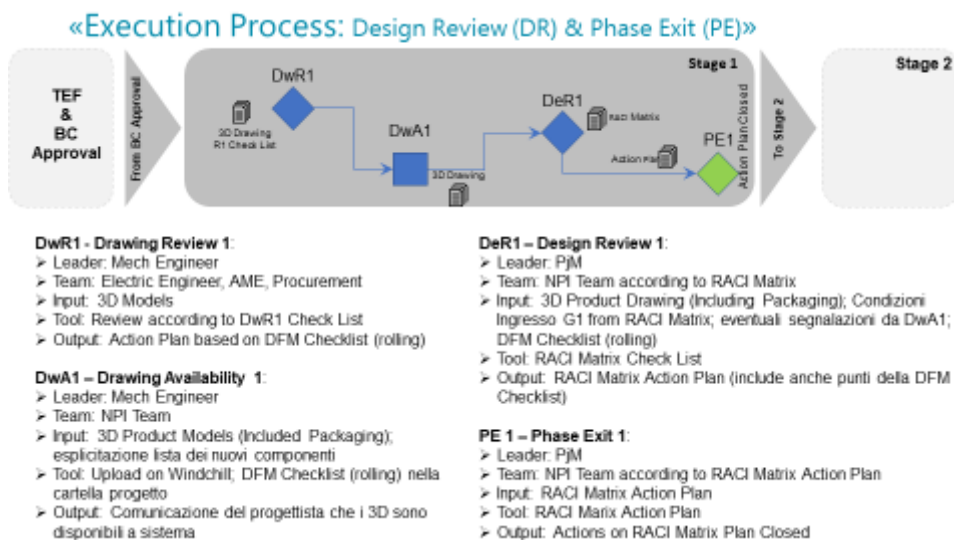 «Execution Process: Design Review (DR) & Phase Exit (PE)»
TEF
&
BC
Approval
From BC Approval
Stage 1
DwR1
3D Drawing
R1 Check List
DwA1
3D Drawing
DeR1
RACI Matrix
Action Plan
PE1
Action Plan Closed
To Stage 2
Stage 2
DwR1 - Drawing Review 1:
➢ Leader: Mech Engineer
➢ Team: Electric Engineer, AME, Procurement
➢ Input: 3D Models
➢ Tool: Review according to DwR1 Check List
➢ Output: Action Plan based on DFM Checklist (rolling)
DwA1 – Drawing Availability 1:
➢ Leader: Mech Engineer
➢ Team: NPI Team
➢ Input: 3D Product Models (Included Packaging);
esplicitazione lista dei nuovi componenti
➢ Tool: Upload on Windchill; DFM Checklist (rolling) nella
cartella progetto
➢ Output: Comunicazione del progettista che i 3D sono
disponibili a sistema
DeR1 – Design Review 1:
➢ Leader: PjM
➢ Team: NPI Team according to RACI Matrix
➢ Input: 3D Product Drawing (Including Packaging); Condizioni
Ingresso G1 from RACI Matrix; eventuali segnalazioni da DwA1;
DFM Checklist (rolling)
➢ Tool: RACI Matrix Check List
➢ Output: RACI Matrix Action Plan (include anche punti della DFM
Checklist)
PE 1 – Phase Exit 1:
➢ Leader: PjM
➢ Team: NPI Team according to RACI Matrix Action Plan
➢ Input: RACI Matrix Action Plan
➢ Tool: RACI Marix Action Plan
➢ Output: Actions on RACI Matrix Plan Closed